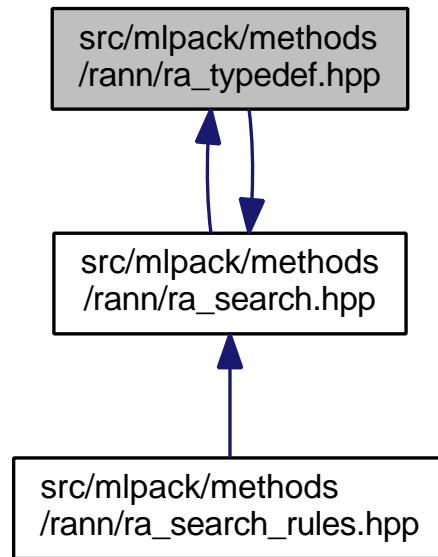 src/mlpack/methods
/rann/ra_typedef.hpp
src/mlpack/methods
/rann/ra_search.hpp
src/mlpack/methods
/rann/ra_search_rules.hpp